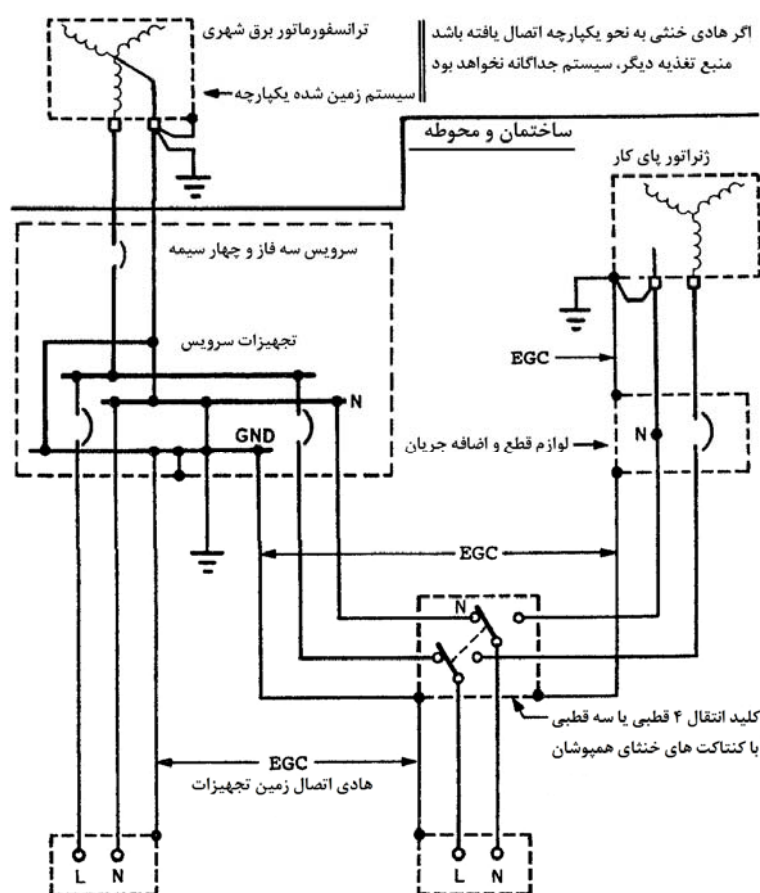 ترانسفورماتور برق شهری
اگر هادی خنثی به نحو یکپارچه اتصال یافته باشد
منبع تغذیه دیگر، سیستم جداگانه نخواهد بود
سیستم زمین شده یکپارچه
ساختمان و محوطه
ژنراتور پای کار
سرویس سه فاز و چهار سیمه
تجهیزات سرویس
EGC
N
GND
N
لوازم قطع و اضافه جریان
EGC
N
کلید انتقال ۴ قطبی یا سه قطبی
با کنتاکت های خنثای همپوشان
EGC
هادی اتصال زمین تجهیزات
L N
L N